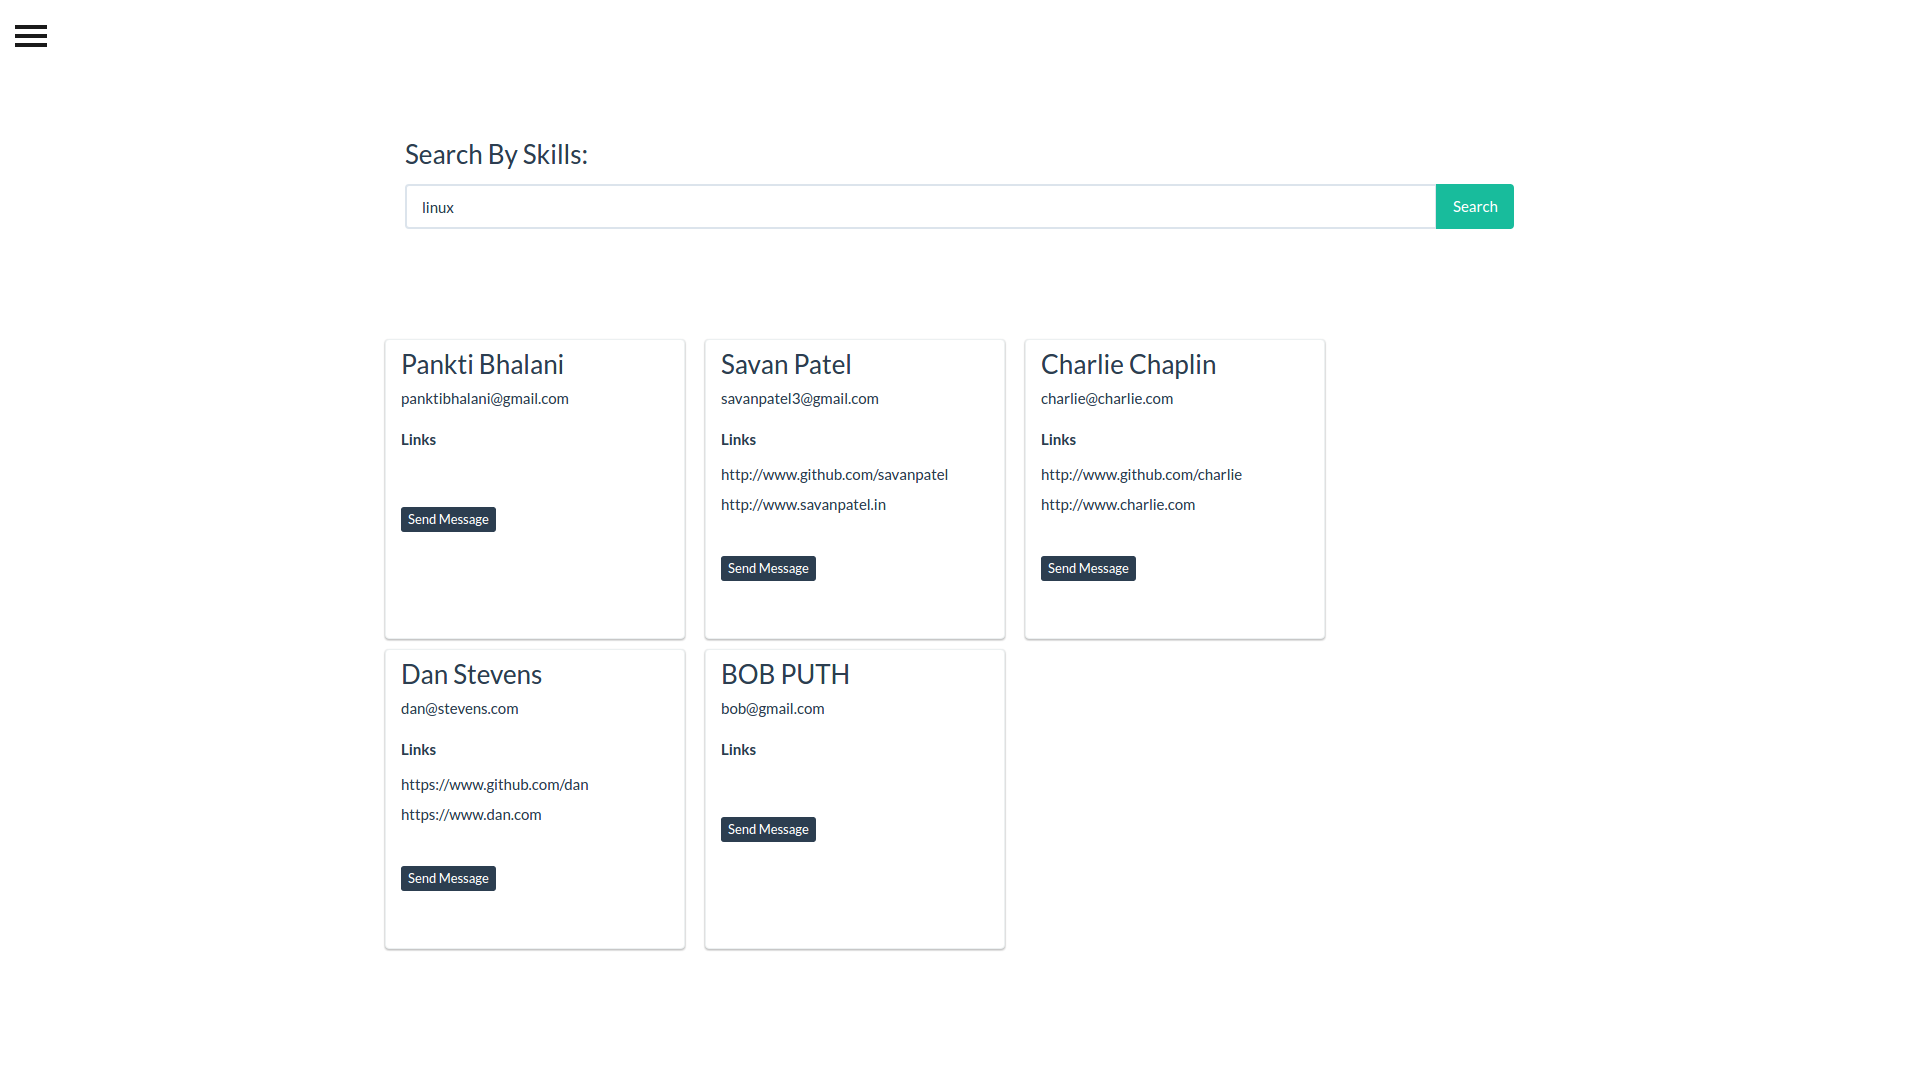 Search By Skills:
linux
Search
Pankti Bhalani
panktibhalani@gmail.com
Links
Send Message
Savan Patel
savanpatel3@gmail.com
Links
http://www.github.com/savanpatel
http://www.savanpatel.in
Send Message
Charlie Chaplin
charlie@charlie.com
Links
http://www.github.com/charlie
http://www.charlie.com
Send Message
Dan Stevens
dan@stevens.com
Links
https://www.github.com/dan
https://www.dan.com
Send Message
BOB PUTH
bob@gmail.com
Links
Send Message